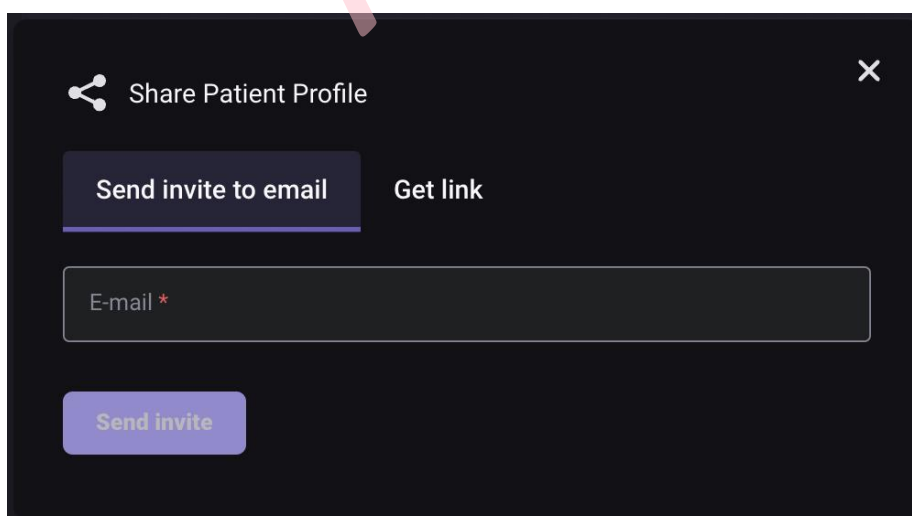 Share Patient Profile
Send invite to email
Get link
E-mail *
Send invite